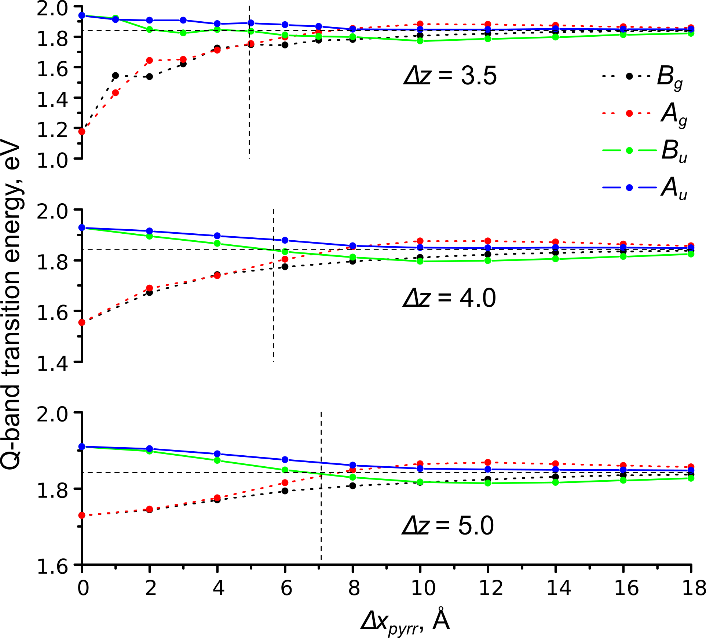 Q-band transition energy, eV
2.0
1.8
1.6
1.4
1.2
1.0
Δz = 3.5
B_g
A_g
B_u
A_u
2.0
1.8
1.6
1.4
Δz = 4.0
2.0
1.8
1.6
Δz = 5.0
0 2 4 6 8 10 12 14 16 18
Δx_pyrr, Å